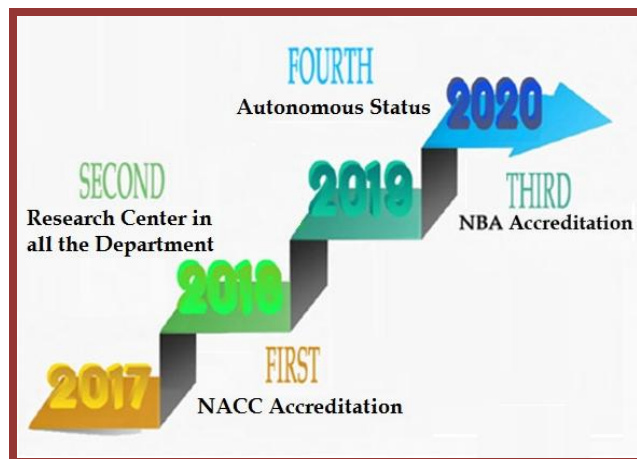 FOURTH
Autonomous Status
2020
SECOND
Research Center in
all the Department
2019
THIRD
NBA Accreditation
2018
FIRST
NACC Accreditation
2017